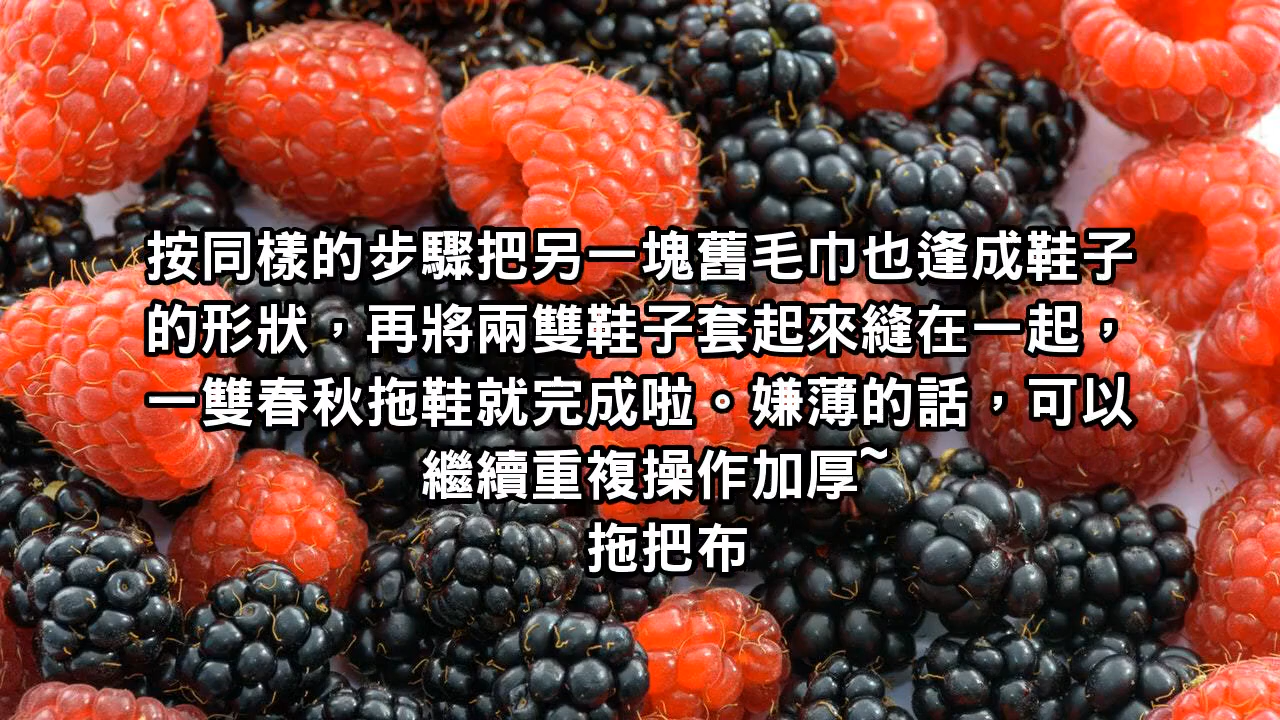 按同樣的步驟把另一塊舊毛巾也逢成鞋子
的形狀，再將兩雙鞋子套起來縫在一起，
一雙春秋拖鞋就完成啦。嫌薄的話，可以
繼續重複操作加厚~
拖把布